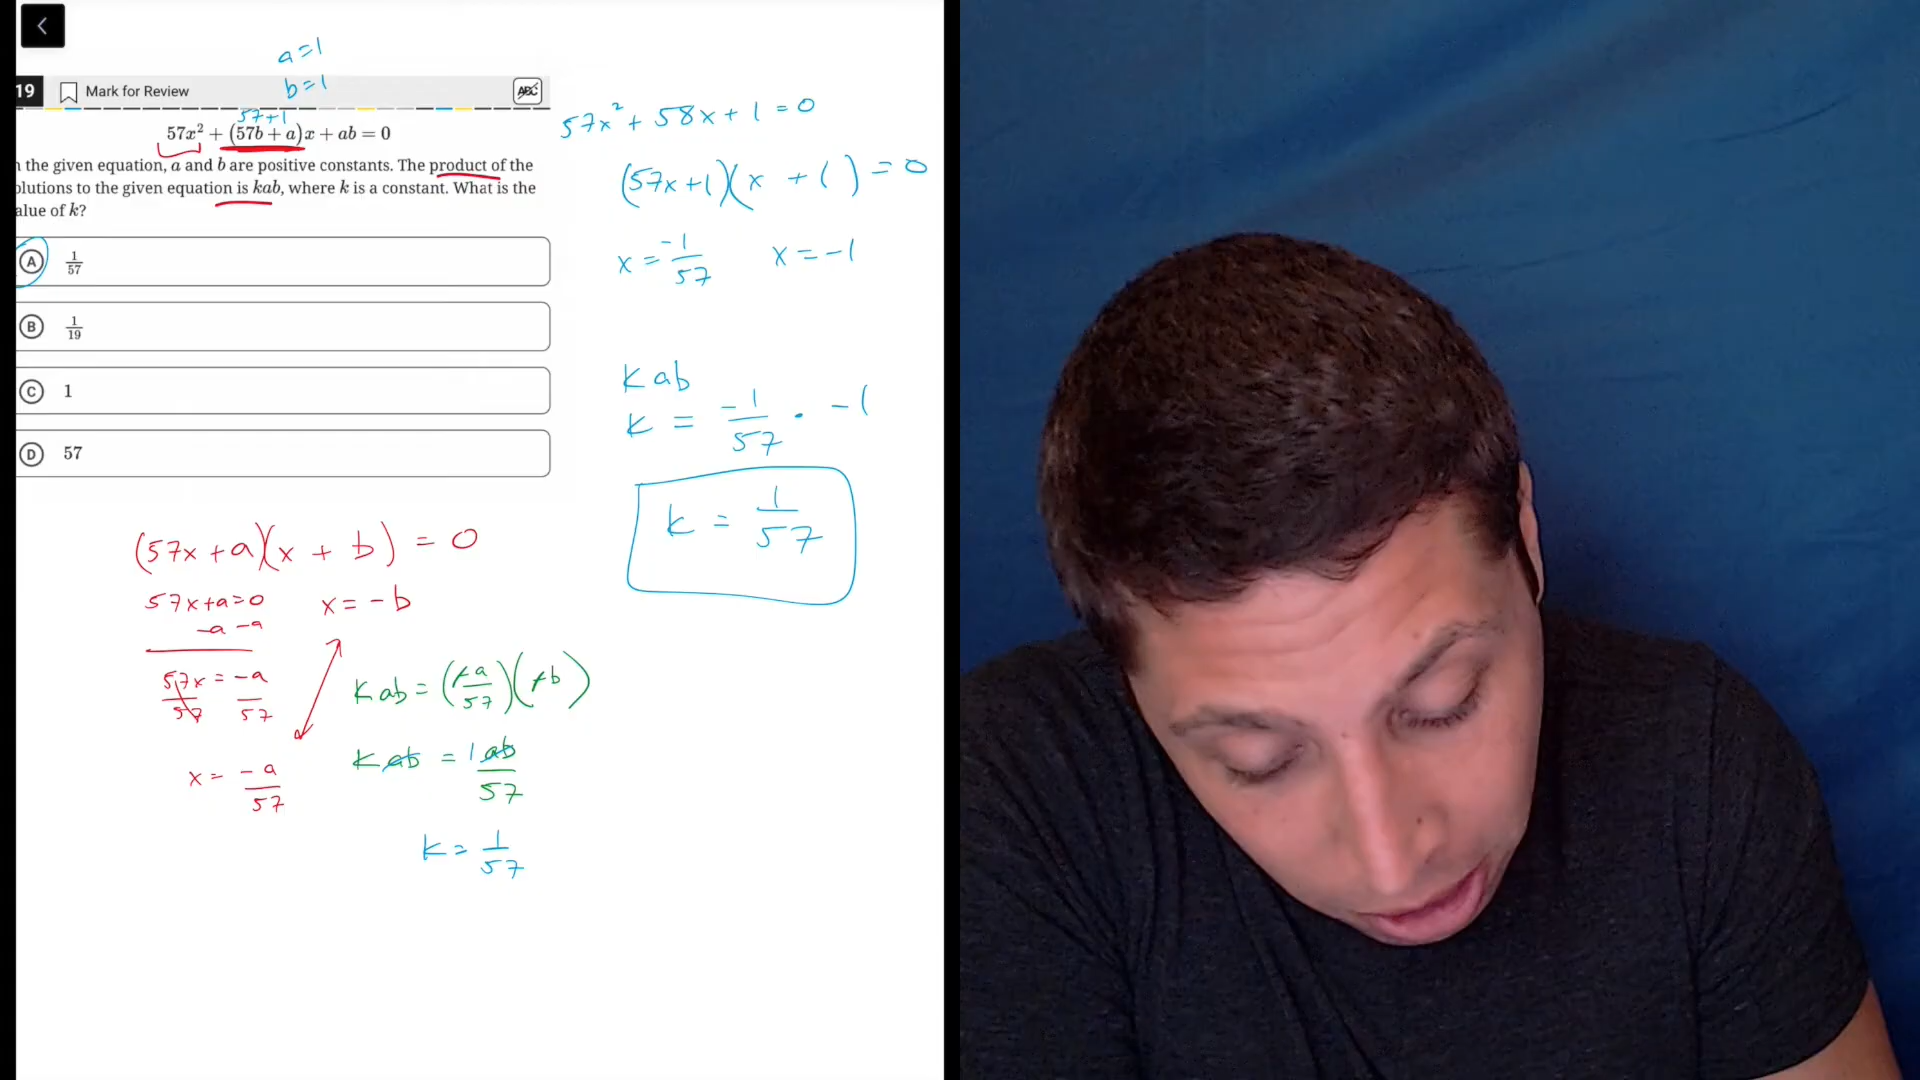 a=1
b=1
19 Mark for Review ABC
57+1
57x² + (57b + a)x + ab = 0
n the given equation, a and b are positive constants. The product of the
olutions to the given equation is kab, where k is a constant. What is the
alue of k?
A 1/57
B 1/19
C 1
D 57
57x² + 58x + 1 = 0
(57x+1)(x + 1) = 0
x = -1/57 x = -1
kab
k = -1/57 · -1
k = 1/57
(57x + a)(x + b) = 0
57x+a=0 x = -b
-a -a
57x = -a
57 57
x = -a/57
kab = (-a/57)(-b)
kab = 1ab/57
k = 1/57